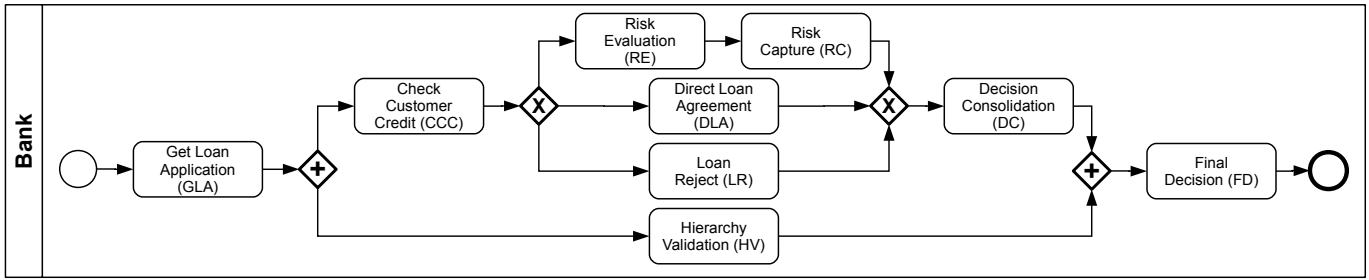 Bank
Get Loan
Application
(GLA)
+
Check
Customer
Credit (CCC)
X
Risk
Evaluation
(RE)
Risk
Capture (RC)
Direct Loan
Agreement
(DLA)
Loan
Reject (LR)
Hierarchy
Validation (HV)
X
Decision
Consolidation
(DC)
+
Final
Decision (FD)